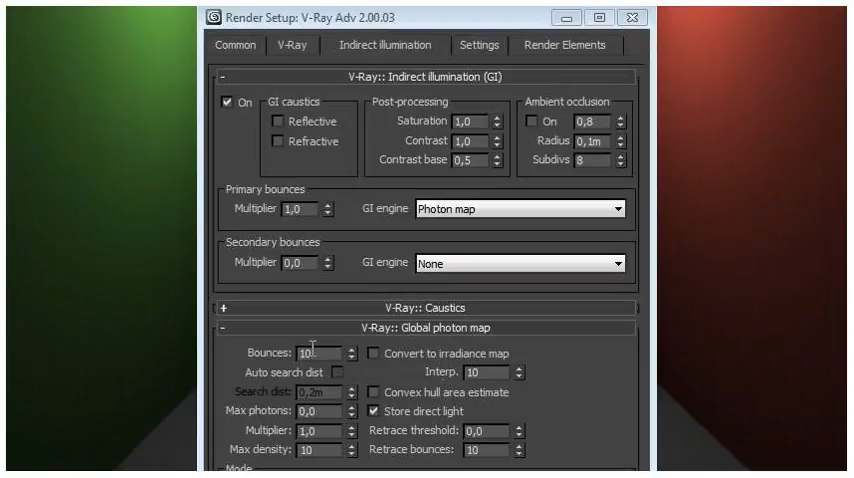 Render Setup: V-Ray Adv 2.00.03
Common V-Ray Indirect illumination Settings Render Elements
- V-Ray:: Indirect illumination (GI)
On GI caustics Post-processing Ambient occlusion
Reflective Saturation 1,0 On 0,8
Refractive Contrast 1,0 Radius 0,1m
Contrast base 0,5 Subdivs 8
Primary bounces
Multiplier 1,0 GI engine Photon map
Secondary bounces
Multiplier 0,0 GI engine None
+ V-Ray:: Caustics
- V-Ray:: Global photon map
Bounces: 10 Convert to irradiance map
Auto search dist Interp. 10
Search dist: 0,2m Convex hull area estimate
Max photons: 0,0 Store direct light
Multiplier: 1,0 Retrace threshold: 0,0
Max density: 10 Retrace bounces: 10
Mode